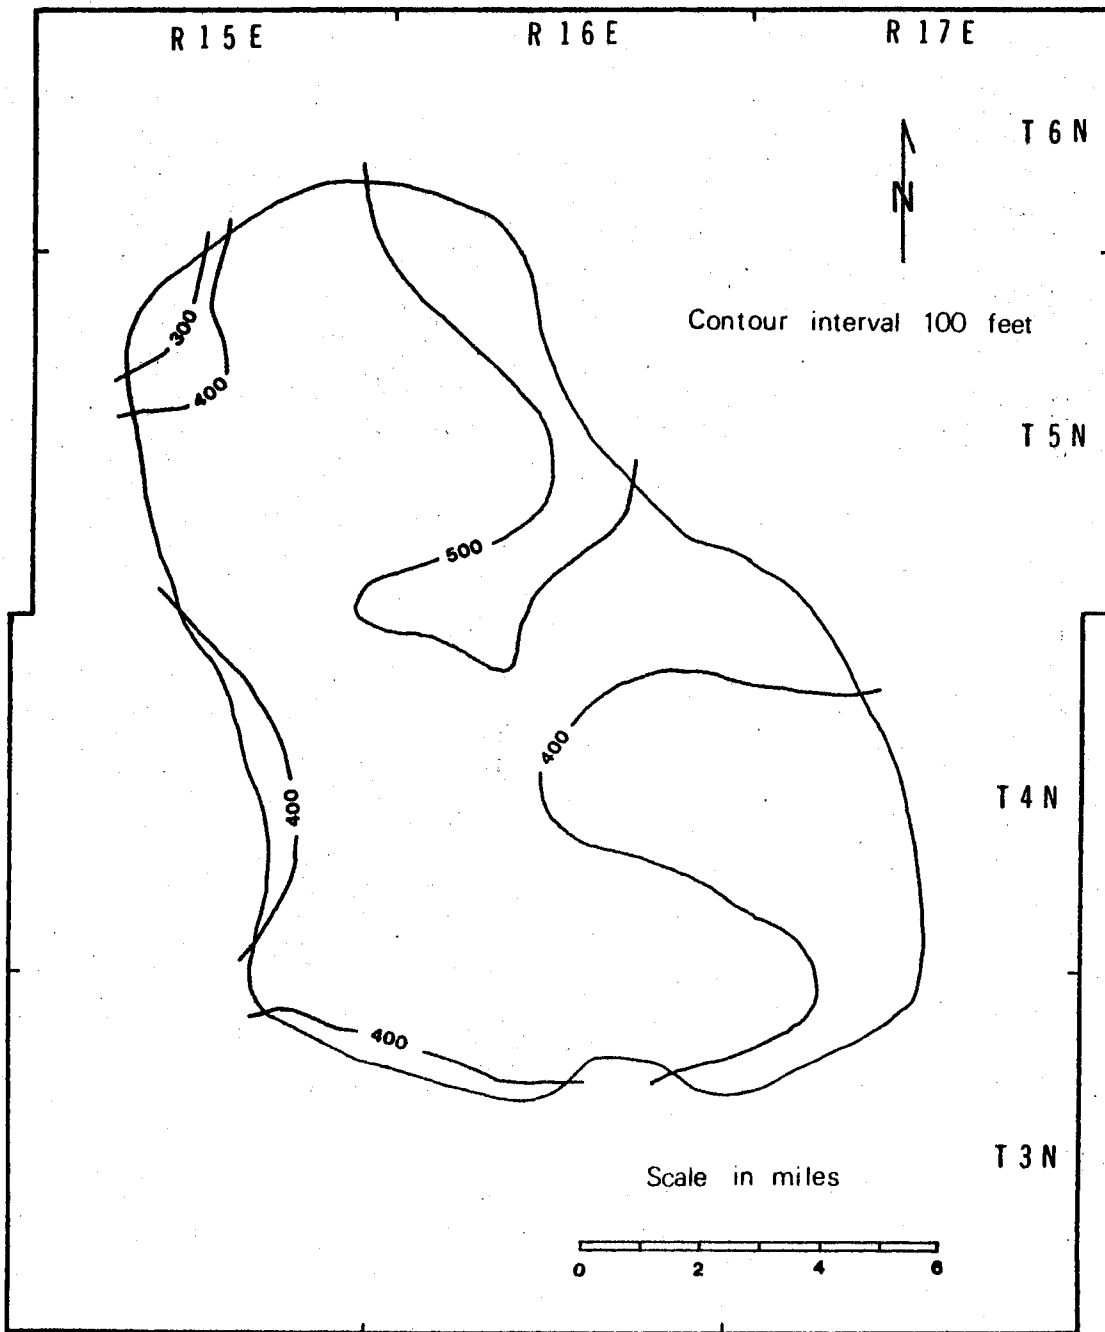 R 15 E R 16 E R 17 E
T 6 N
N
Contour interval 100 feet
300
400
T 5 N
500
400
T 4 N
400
400
T 3 N
Scale in miles
0 2 4 6